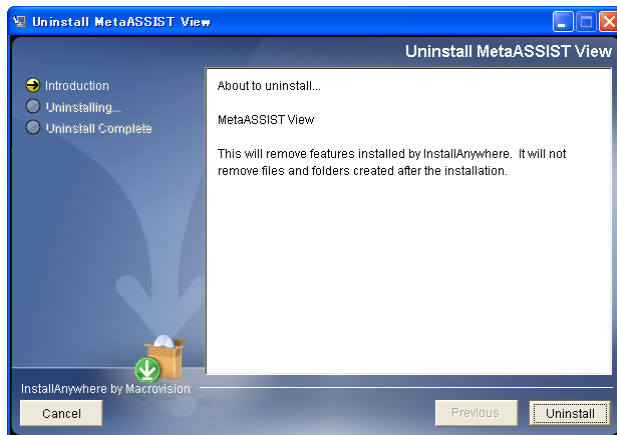 Uninstall MetaASSIST View
Uninstall MetaASSIST View
Introduction
Uninstalling...
Uninstall Complete
About to uninstall...
MetaASSIST View
This will remove features installed by InstallAnywhere. It will not
remove files and folders created after the installation.
InstallAnywhere by Macrovision
Cancel
Previous
Uninstall